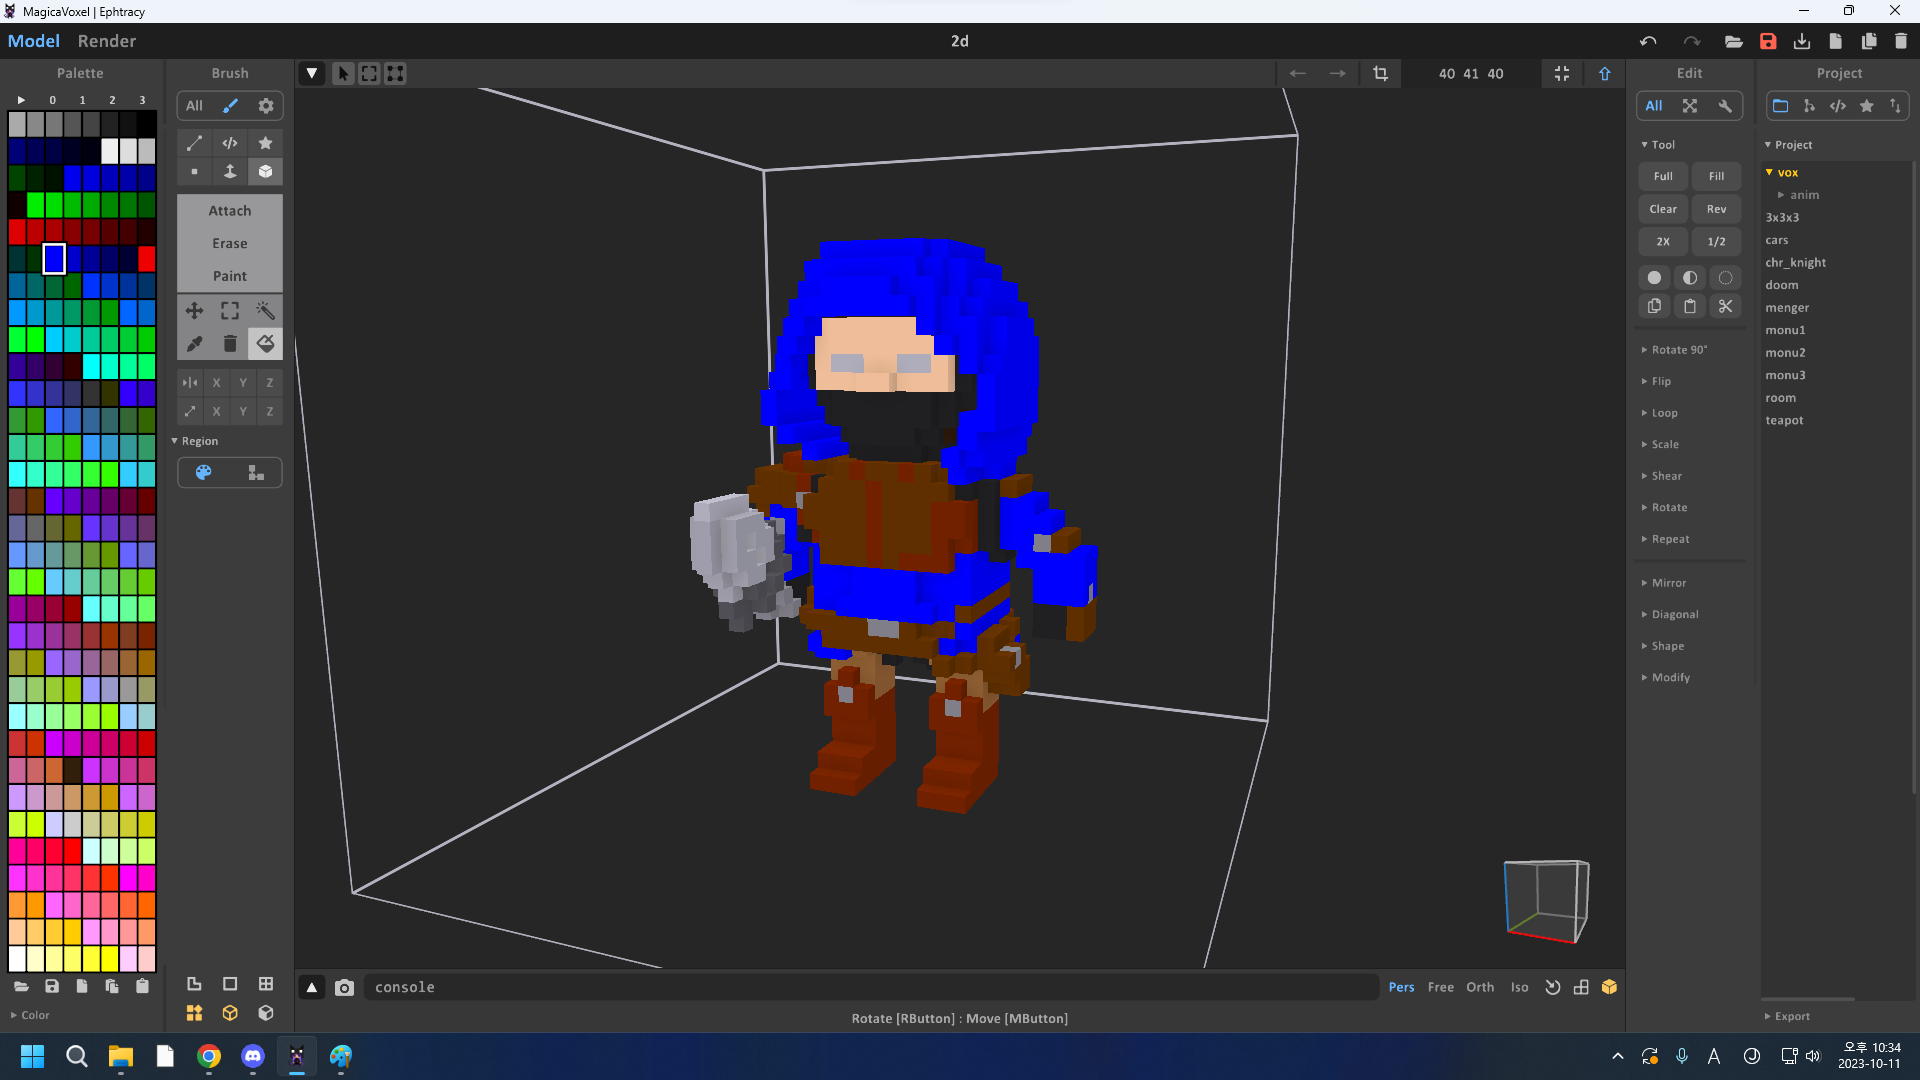 MagicaVoxel | Ephtracy
Model Render
2d
Palette
0 1 2 3
Color
Brush
All
Attach
Erase
Paint
X Y Z
X Y Z
Region
40 41 40
console
Pers Free Orth Iso
Rotate [RButton] : Move [MButton]
Edit
All
Tool
Full Fill
Clear Rev
2X 1/2
Rotate 90°
Flip
Loop
Scale
Shear
Rotate
Repeat
Mirror
Diagonal
Shape
Modify
Project
Project
vox
anim
3x3x3
cars
chr_knight
doom
menger
monu1
monu2
monu3
room
teapot
Export
A
오후 10:34
2023-10-11